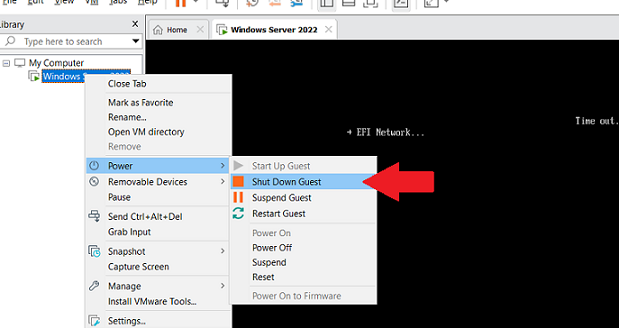 File Edit View VM Tabs Help
Library
Type here to search
Home
Windows Server 2022
My Computer
Windows Server 2022
Close Tab
Mark as Favorite
Rename...
Open VM directory
Remove
Power
Removable Devices
Pause
Send Ctrl+Alt+Del
Grab Input
Snapshot
Capture Screen
Manage
Install VMware Tools...
Settings...
Start Up Guest
Shut Down Guest
Suspend Guest
Restart Guest
Power On
Power Off
Suspend
Reset
Power On to Firmware
Time out.
→ EFI Network...